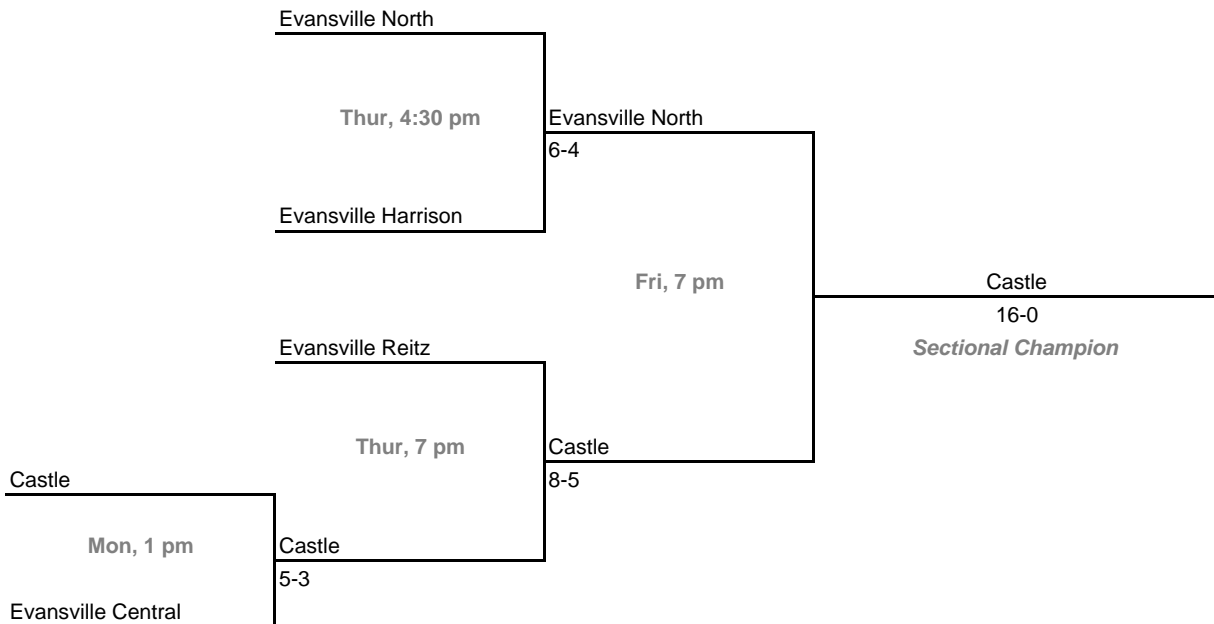 Evansville North
Thur, 4:30 pm
Evansville North
6-4
Evansville Harrison
Fri, 7 pm
Castle
16-0
Sectional Champion
Evansville Reitz
Thur, 7 pm
Castle
8-5
Castle
Mon, 1 pm
Castle
5-3
Evansville Central